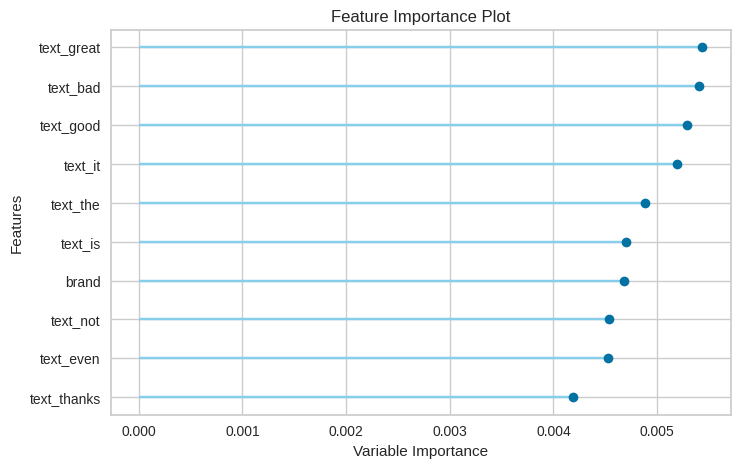 Feature Importance Plot
Features
text_great
text_bad
text_good
text_it
text_the
text_is
brand
text_not
text_even
text_thanks
0.000 0.001 0.002 0.003 0.004 0.005
Variable Importance